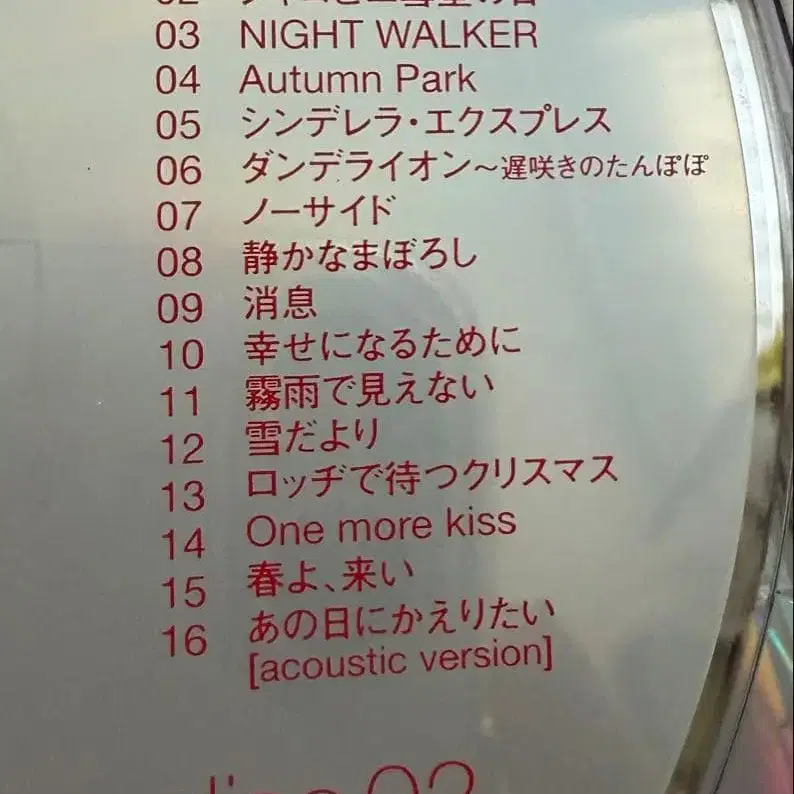 03 NIGHT WALKER
04 Autumn Park
05 シンデレラ・エクスプレス
06 ダンデライオン〜遅咲きのたんぽぽ
07 ノーサイド
08 静かなまぼろし
09 消息
10 幸せになるために
11 霧雨で見えない
12 雪だより
13 ロッヂで待つクリスマス
14 One more kiss
15 春よ、来い
16 あの日にかえりたい
[acoustic version]